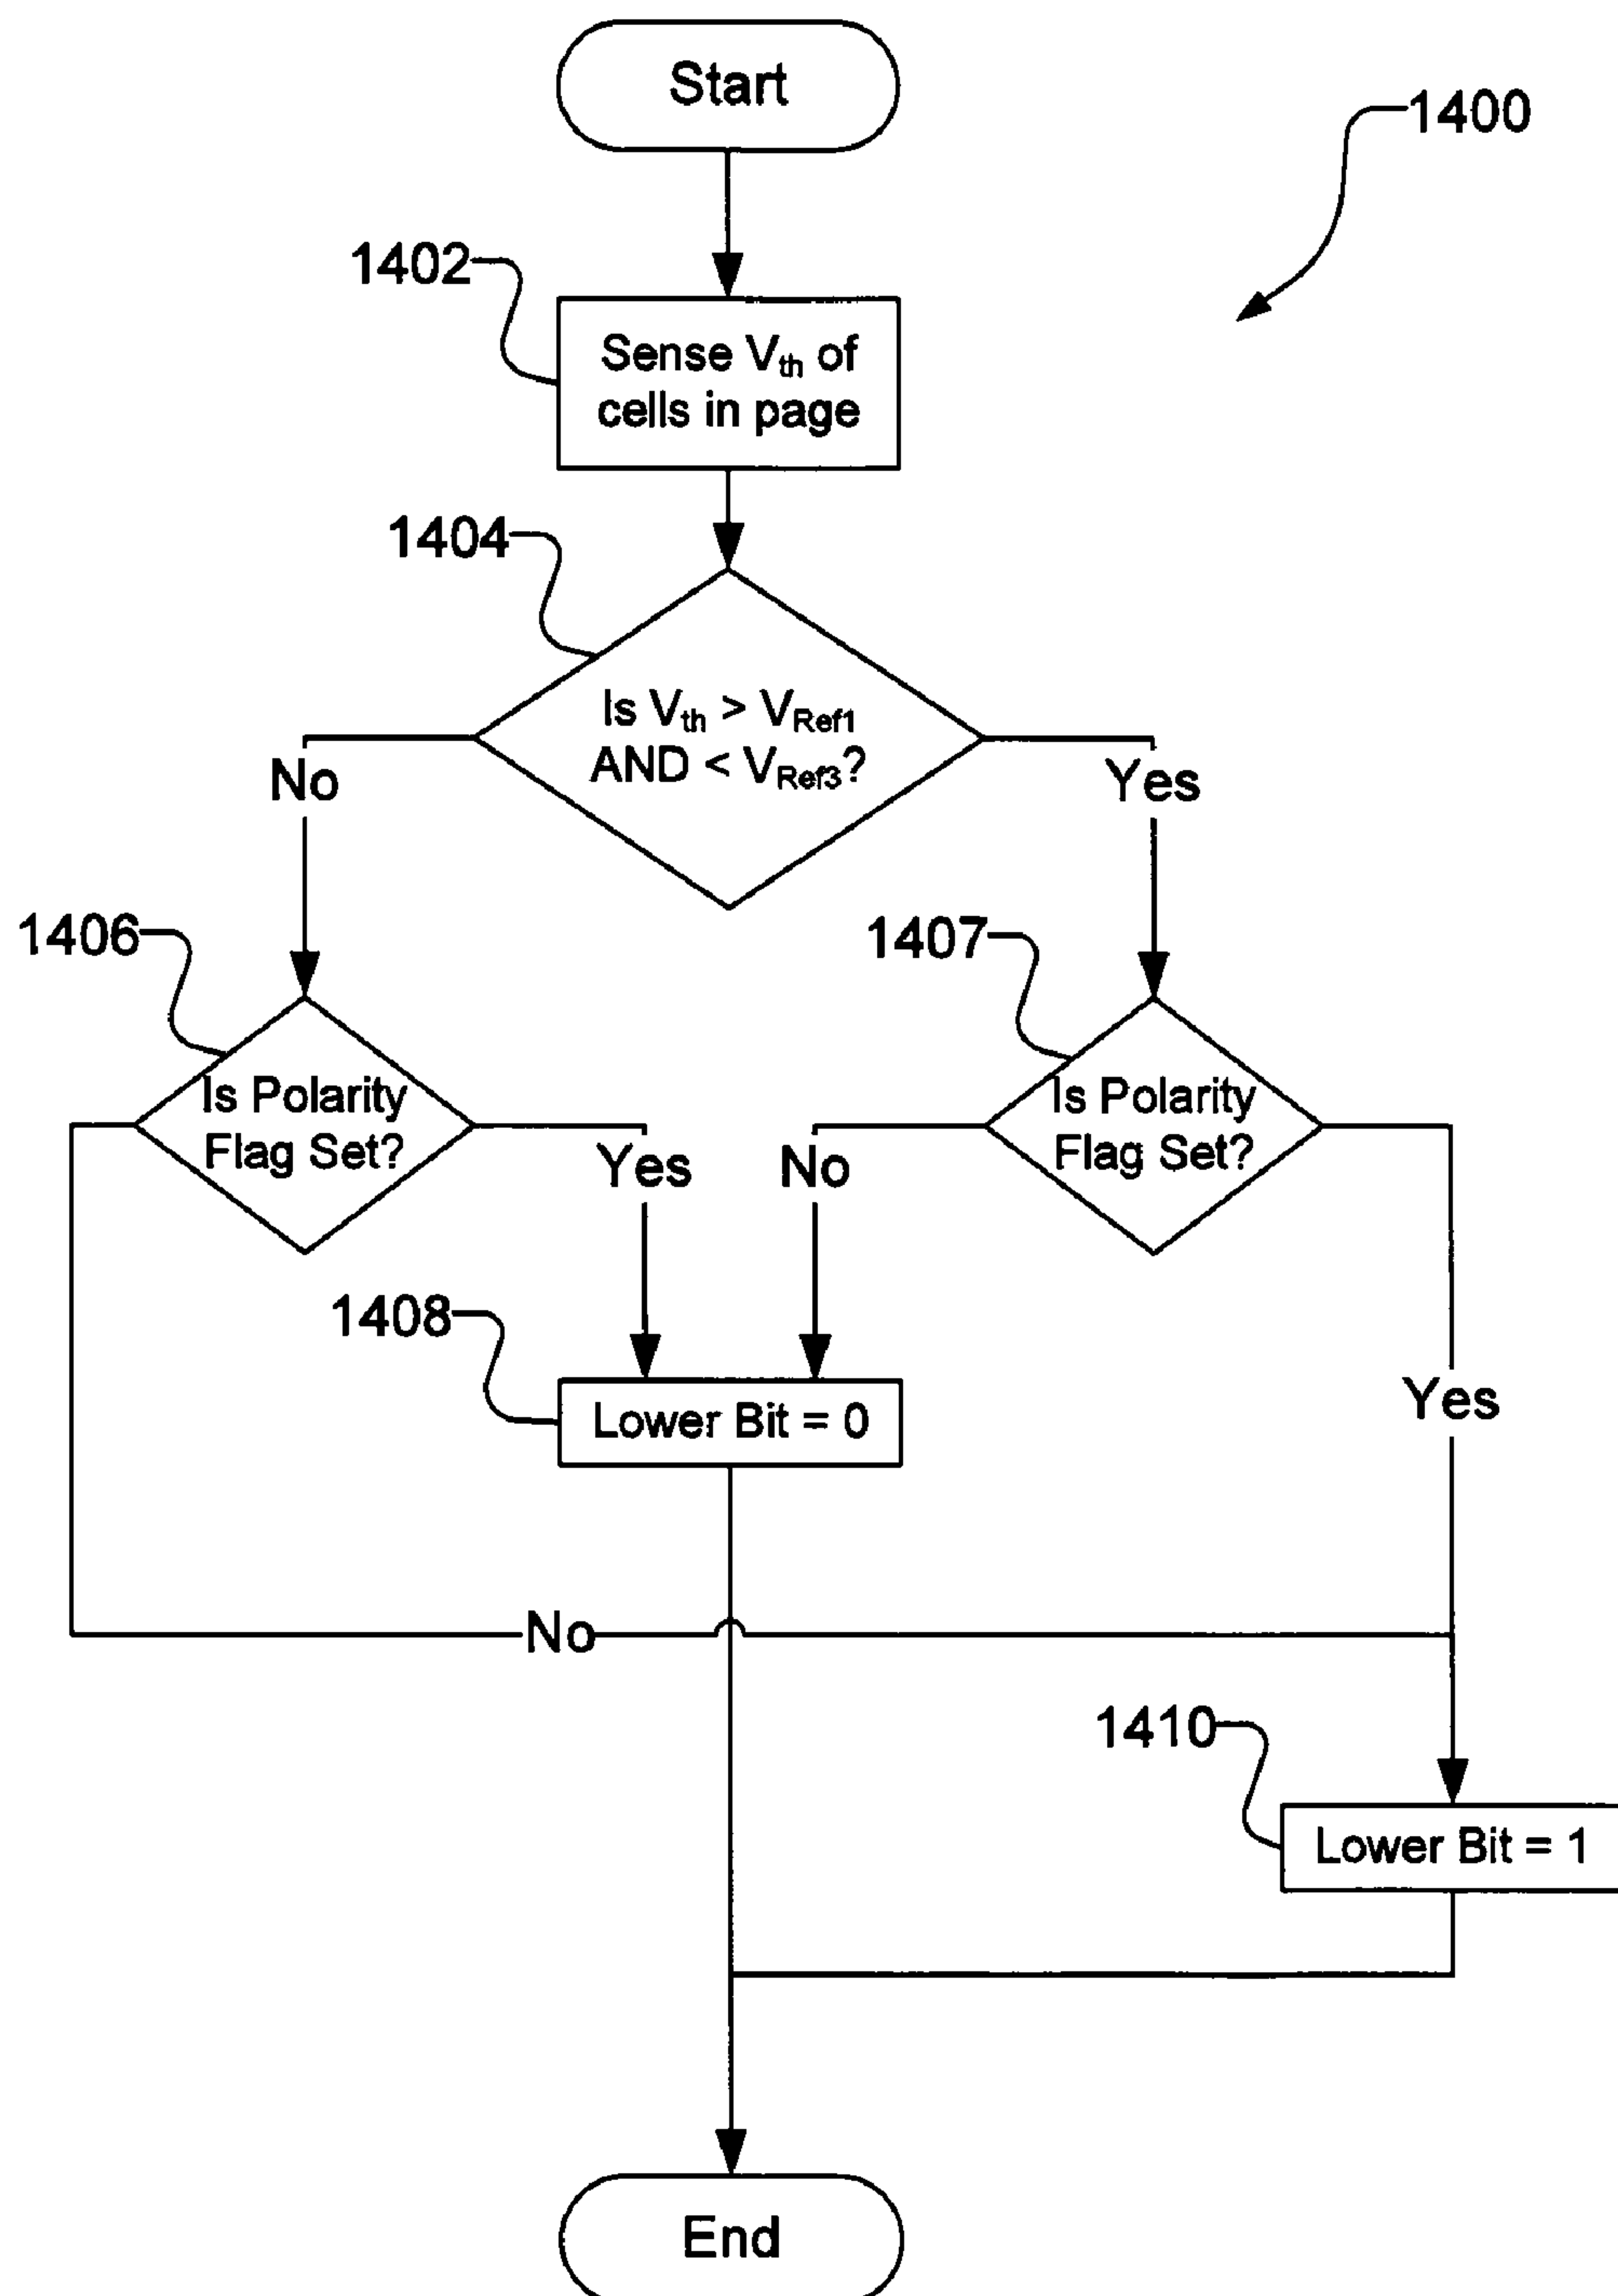 Start
1400
1402
Sense Vth of
cells in page
1404
Is Vth > VRef1
AND < VRef3?
No
Yes
1406
1407
Is Polarity
Flag Set?
Is Polarity
Flag Set?
Yes
No
1408
Lower Bit = 0
Yes
No
1410
Lower Bit = 1
End